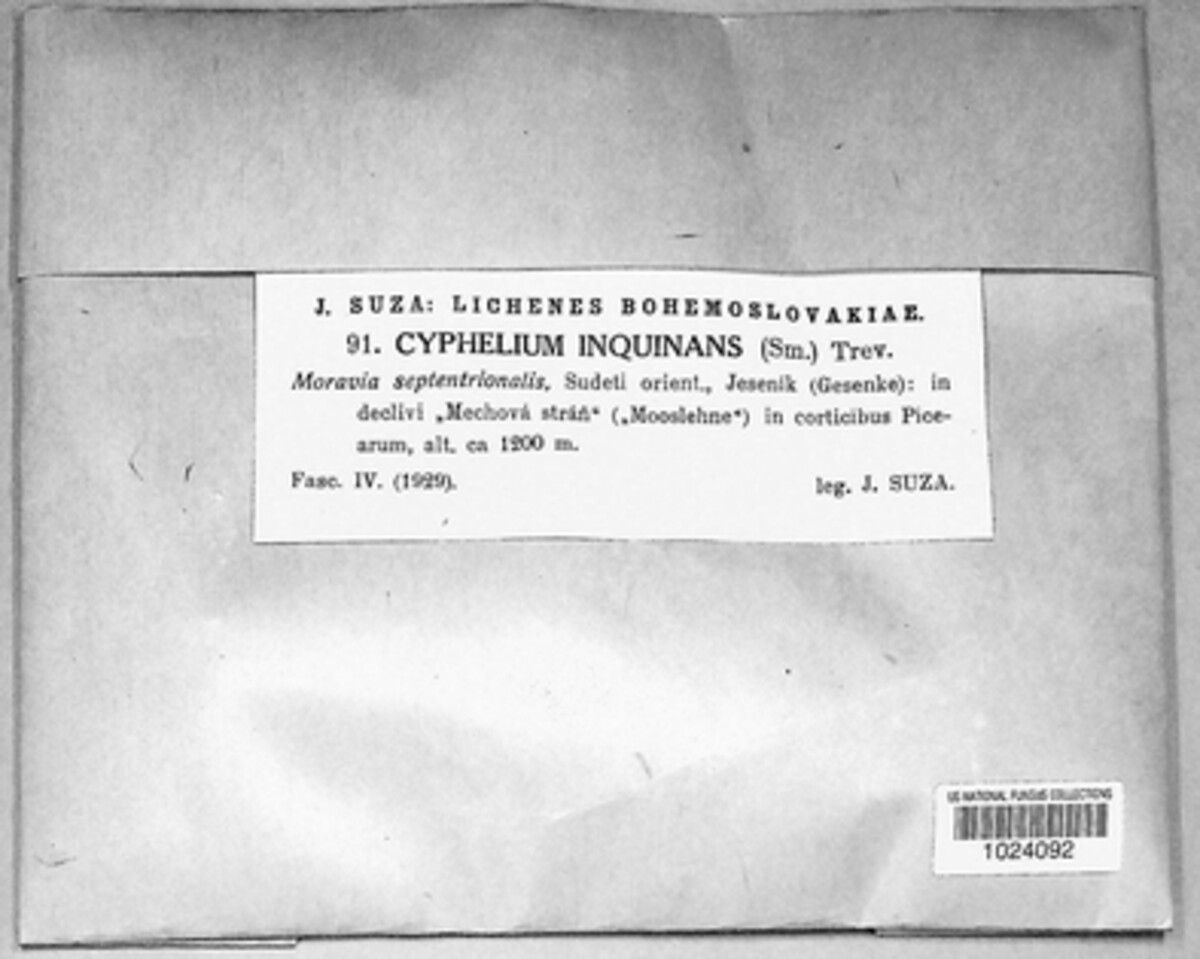 J. SUZA: LICHENES BOHEMOSLOVAKIAE.
91. CYPHELIUM INQUINANS (Sm.) Trev.
Moravia septentrionalis, Sudeti orient., Jeseník (Gesenke): in
declivi „Mechová stráň“ („Mooslehne“) in corticibus Pice-
arum, alt. ca 1200 m.
Fasc. IV. (1929).
leg. J. SUZA.
US NATIONAL FUNGUS COLLECTIONS
1024092